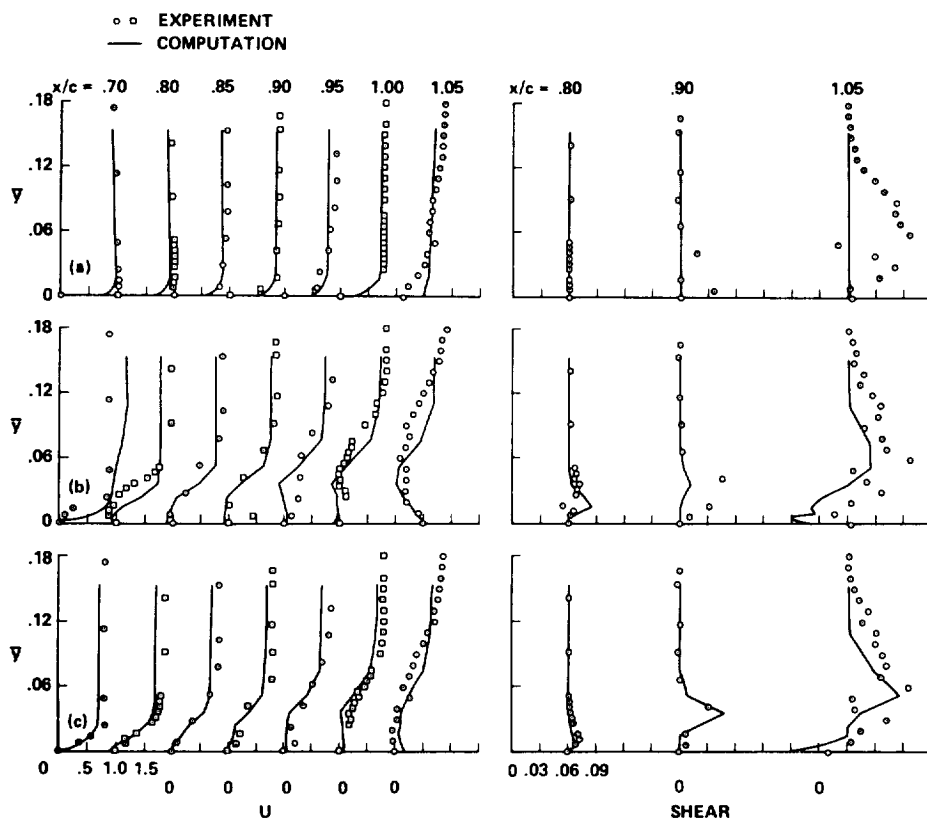 ○ □ EXPERIMENT
— COMPUTATION
x/c = .70 .80 .85 .90 .95 1.00 1.05
x/c = .80 .90 1.05
.18
.12
y̅
.06
(a)
0
.18
.12
y̅
.06
(b)
0
.18
.12
y̅
.06
(c)
0 .5 1.0 1.5
0 0 0 0 0
U
0 0.03 .06 .09
0 0
SHEAR